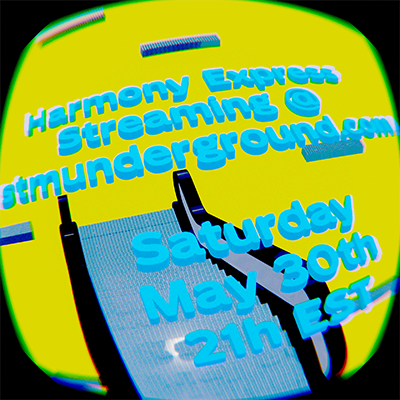 Harmony Express
Streaming @
stmunderground.com
Saturday
May 30th
21h EST